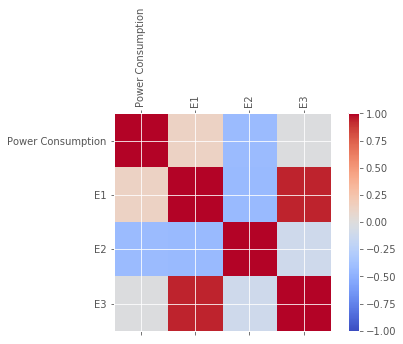 Power Consumption
E1
E2
E3
Power Consumption
E1
E2
E3
1.00
0.75
0.50
0.25
0.00
−0.25
−0.50
−0.75
−1.00